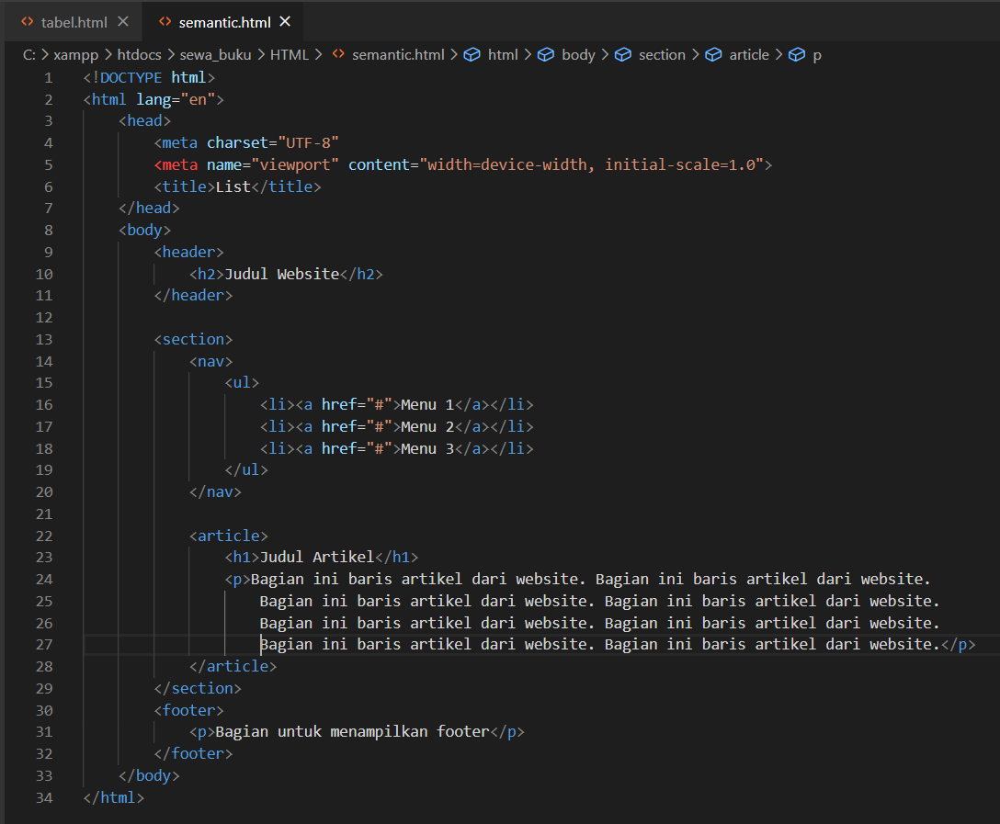 tabel.html semantic.html
C: > xampp > htdocs > sewa_buku > HTML > semantic.html > html > body > section > article > p
1 <!DOCTYPE html>
2 <html lang="en">
3     <head>
4         <meta charset="UTF-8"
5         <meta name="viewport" content="width=device-width, initial-scale=1.0">
6         <title>List</title>
7     </head>
8     <body>
9         <header>
10             <h2>Judul Website</h2>
11         </header>
12
13         <section>
14             <nav>
15                 <ul>
16                     <li><a href="#">Menu 1</a></li>
17                     <li><a href="#">Menu 2</a></li>
18                     <li><a href="#">Menu 3</a></li>
19                 </ul>
20             </nav>
21
22             <article>
23                 <h1>Judul Artikel</h1>
24                 <p>Bagian ini baris artikel dari website. Bagian ini baris artikel dari website.
25                     Bagian ini baris artikel dari website. Bagian ini baris artikel dari website.
26                     Bagian ini baris artikel dari website. Bagian ini baris artikel dari website.
27                     Bagian ini baris artikel dari website. Bagian ini baris artikel dari website.</p>
28             </article>
29         </section>
30         <footer>
31             <p>Bagian untuk menampilkan footer</p>
32         </footer>
33     </body>
34 </html>